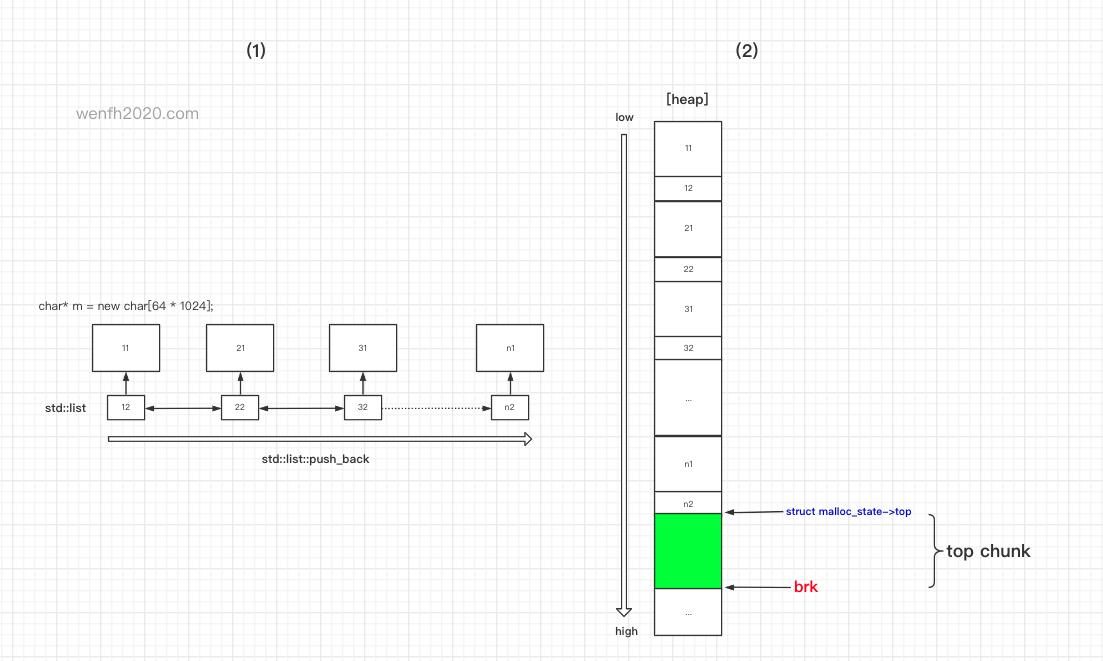 (1)
(2)
wenfh2020.com
[heap]
low
11
12
21
22
31
32
...
n1
n2
struct malloc_state->top
top chunk
brk
...
high
char* m = new char[64 * 1024];
11
21
31
n1
std::list
12
22
32
n2
std::list::push_back